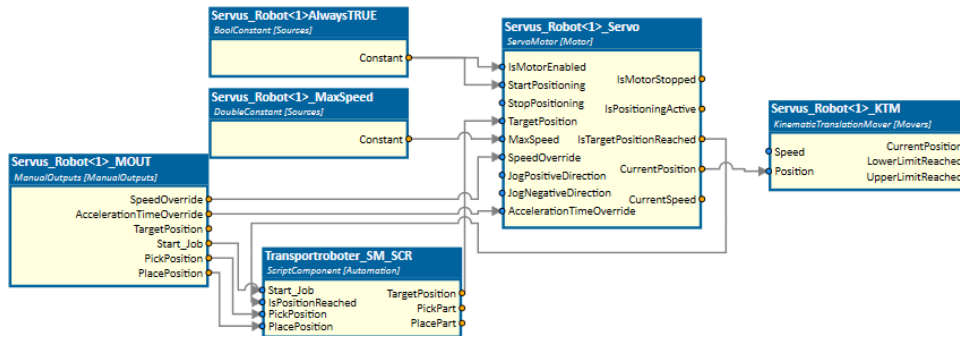 Servus_Robot<1>AlwaysTRUE
BoolConstant [Sources]
Constant
Servus_Robot<1>_MaxSpeed
DoubleConstant [Sources]
Constant
Servus_Robot<1>_MOUT
ManualOutputs [ManualOutputs]
SpeedOverride
AccelerationTimeOverride
TargetPosition
Start_Job
PickPosition
PlacePosition
Transportroboter_SM_SCR
ScriptComponent [Automation]
Start_Job
IsPositionReached
PickPosition
PlacePosition
TargetPosition
PickPart
PlacePart
Servus_Robot<1>_Servo
ServoMotor [Motor]
IsMotorEnabled
StartPositioning
StopPositioning
TargetPosition
MaxSpeed
SpeedOverride
JogPositiveDirection
JogNegativeDirection
AccelerationTimeOverride
IsMotorStopped
IsPositioningActive
IsTargetPositionReached
CurrentPosition
CurrentSpeed
Servus_Robot<1>_KTM
KinematicTranslationMover [Movers]
Speed
Position
CurrentPosition
LowerLimitReached
UpperLimitReached